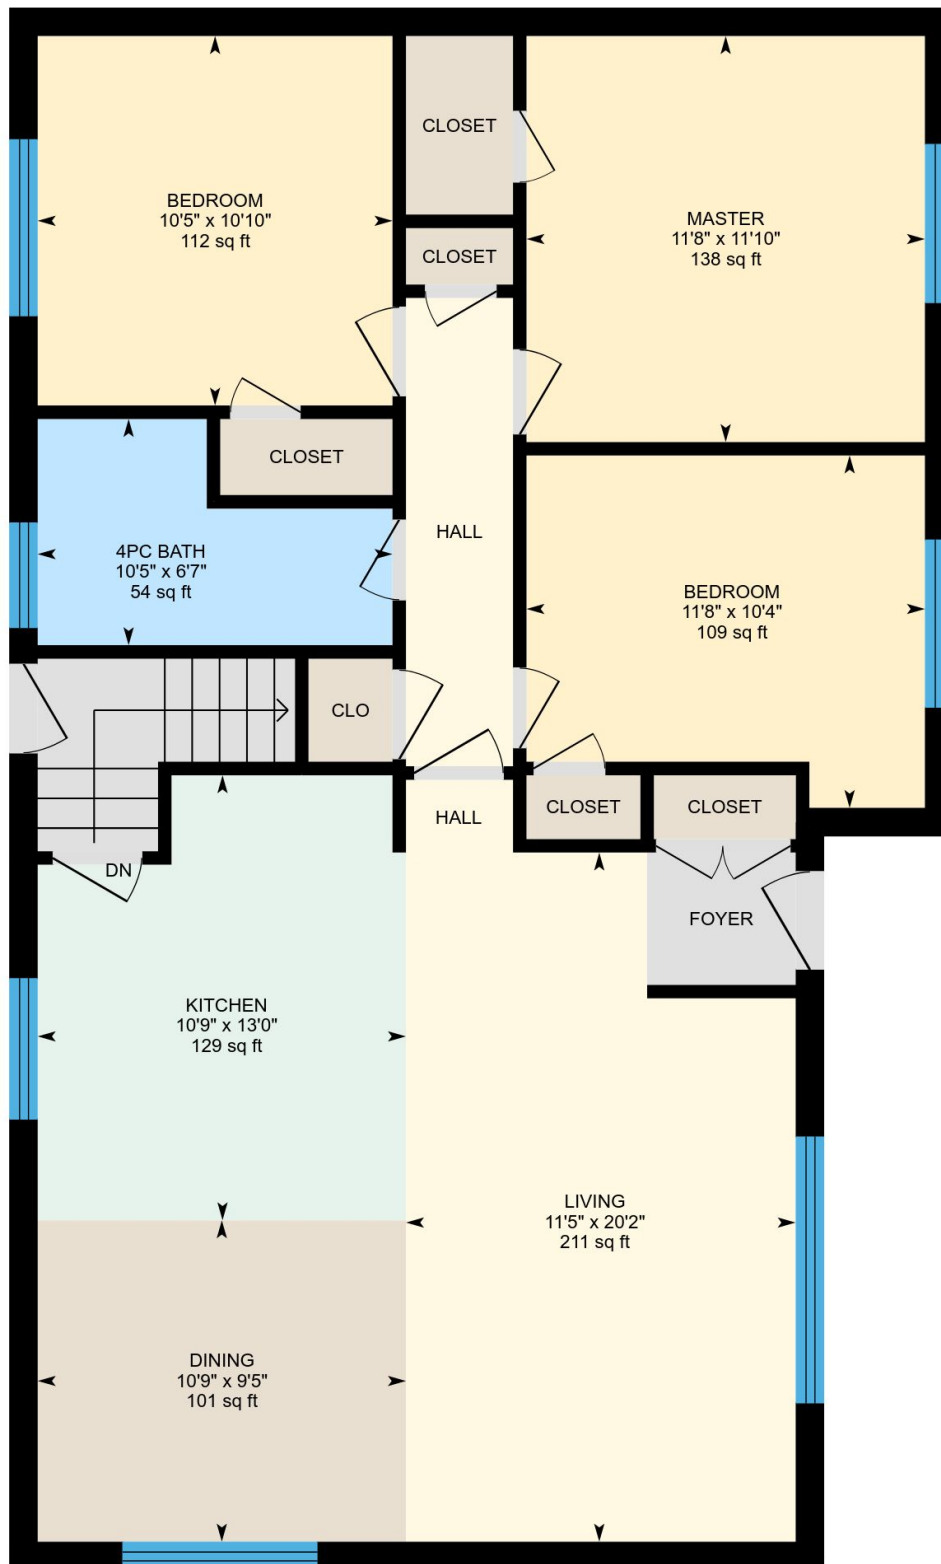 CLOSET
BEDROOM
10'5" x 10'10"
112 sq ft
MASTER
11'8" x 11'10"
138 sq ft
CLOSET
CLOSET
HALL
4PC BATH
10'5" x 6'7"
54 sq ft
BEDROOM
11'8" x 10'4"
109 sq ft
CLO
CLOSET
CLOSET
HALL
DN
FOYER
KITCHEN
10'9" x 13'0"
129 sq ft
LIVING
11'5" x 20'2"
211 sq ft
DINING
10'9" x 9'5"
101 sq ft